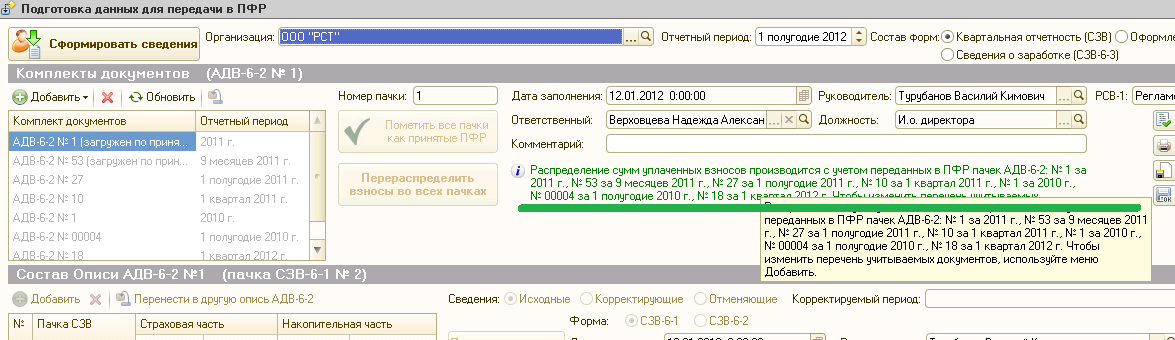 Подготовка данных для передачи в ПФР
Сформировать сведения
Организация: ООО "РСТ" ...
Отчетный период: 1 полугодие 2012
Состав форм: Квартальная отчетность (СЗВ) Оформле
Сведения о заработке (СЗВ-6-3)
Комплекты документов (АДВ-6-2 № 1)
Добавить Обновить
Номер пачки: 1
Дата заполнения: 12.01.2012 0:00:00
Руководитель: Турубанов Василий Кимович ...
РСВ-1: Реглам
Комплект документов Отчетный период
АДВ-6-2 № 1 (загружен по приня... 2011 г.
АДВ-6-2 № 53 (загружен по прин... 9 месяцев 2011 г.
АДВ-6-2 № 27 1 полугодие 2011 г.
АДВ-6-2 № 10 1 квартал 2011 г.
АДВ-6-2 № 1 2010 г.
АДВ-6-2 № 00004 1 полугодие 2010 г.
АДВ-6-2 № 18 1 квартал 2012 г.
Пометить все пачки
как принятые ПФР
Перераспределить
взносы во всех пачках
Ответственный: Верховцева Надежда Алексан ...
Должность: И.о. директора ...
Комментарий:
Распределение сумм уплаченных взносов производится с учетом переданных в ПФР пачек АДВ-6-2: № 1 за
2011 г., № 53 за 9 месяцев 2011 г., № 27 за 1 полугодие 2011 г., № 10 за 1 квартал 2011 г., № 1 за 2010 г.,
№ 00004 за 1 полугодие 2010 г., № 18 за 1 квартал 2012 г. Чтобы изменить перечень учитываемых
переданных в ПФР пачек АДВ-6-2: № 1 за 2011 г., № 53 за 9 месяцев 2011
г., № 27 за 1 полугодие 2011 г., № 10 за 1 квартал 2011 г., № 1 за 2010 г.,
№ 00004 за 1 полугодие 2010 г., № 18 за 1 квартал 2012 г. Чтобы
изменить перечень учитываемых документов, используйте меню
Добавить.
Состав Описи АДВ-6-2 №1 (пачка СЗВ-6-1 № 2)
Добавить Перенести в другую опись АДВ-6-2
Сведения: Исходные Корректирующие Отменяющие
Корректируемый период:
Форма: СЗВ-6-1 СЗВ-6-2
№ Пачка СЗВ Страховая часть Накопительная часть